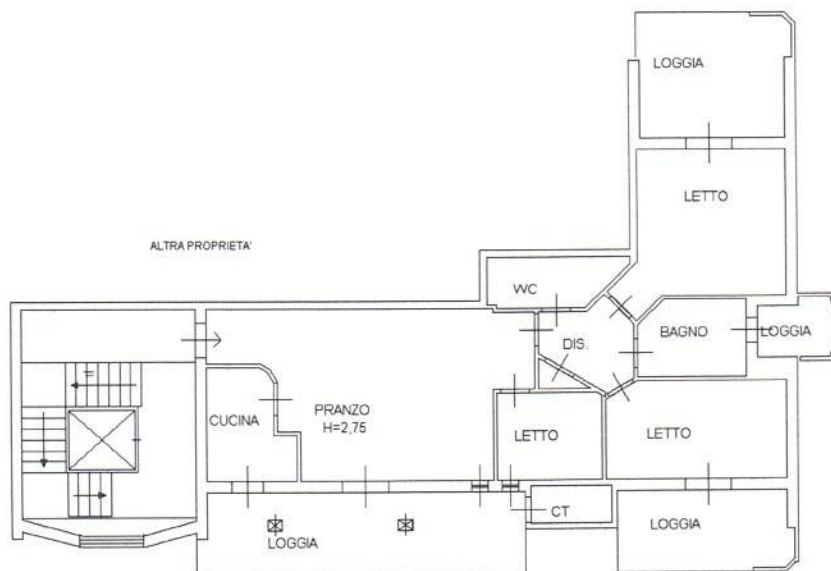 LOGGIA
LETTO
ALTRA PROPRIETA'
WC
DIS.
BAGNO
LOGGIA
CUCINA
PRANZO
H=2,75
LETTO
LETTO
CT
LOGGIA
LOGGIA